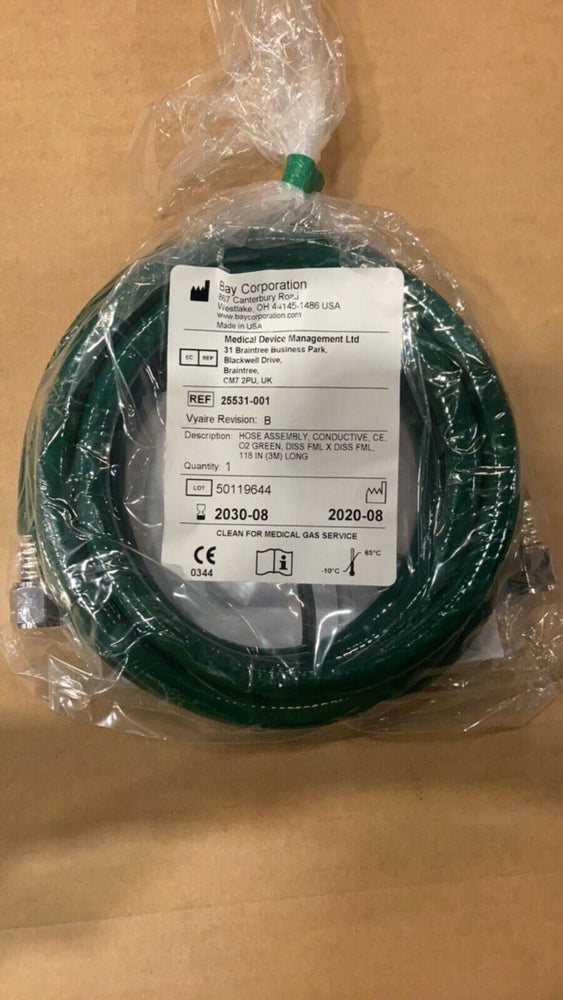 Bay Corporation
867 Canterbury Road
Westlake, OH 44145-1486 USA
www.baycorporation.com
Made in USA
EC REP
Medical Device Management Ltd
31 Braintree Business Park,
Blackwell Drive,
Braintree,
CM7 2PU, UK
REF 25531-001
Vyaire Revision: B
Description: HOSE ASSEMBLY, CONDUCTIVE, CE,
O2 GREEN, DISS FML X DISS FML,
118 IN (3M) LONG
Quantity: 1
LOT 50119644
2030-08 2020-08
CLEAN FOR MEDICAL GAS SERVICE
CE
0344
i
-10°C 65°C